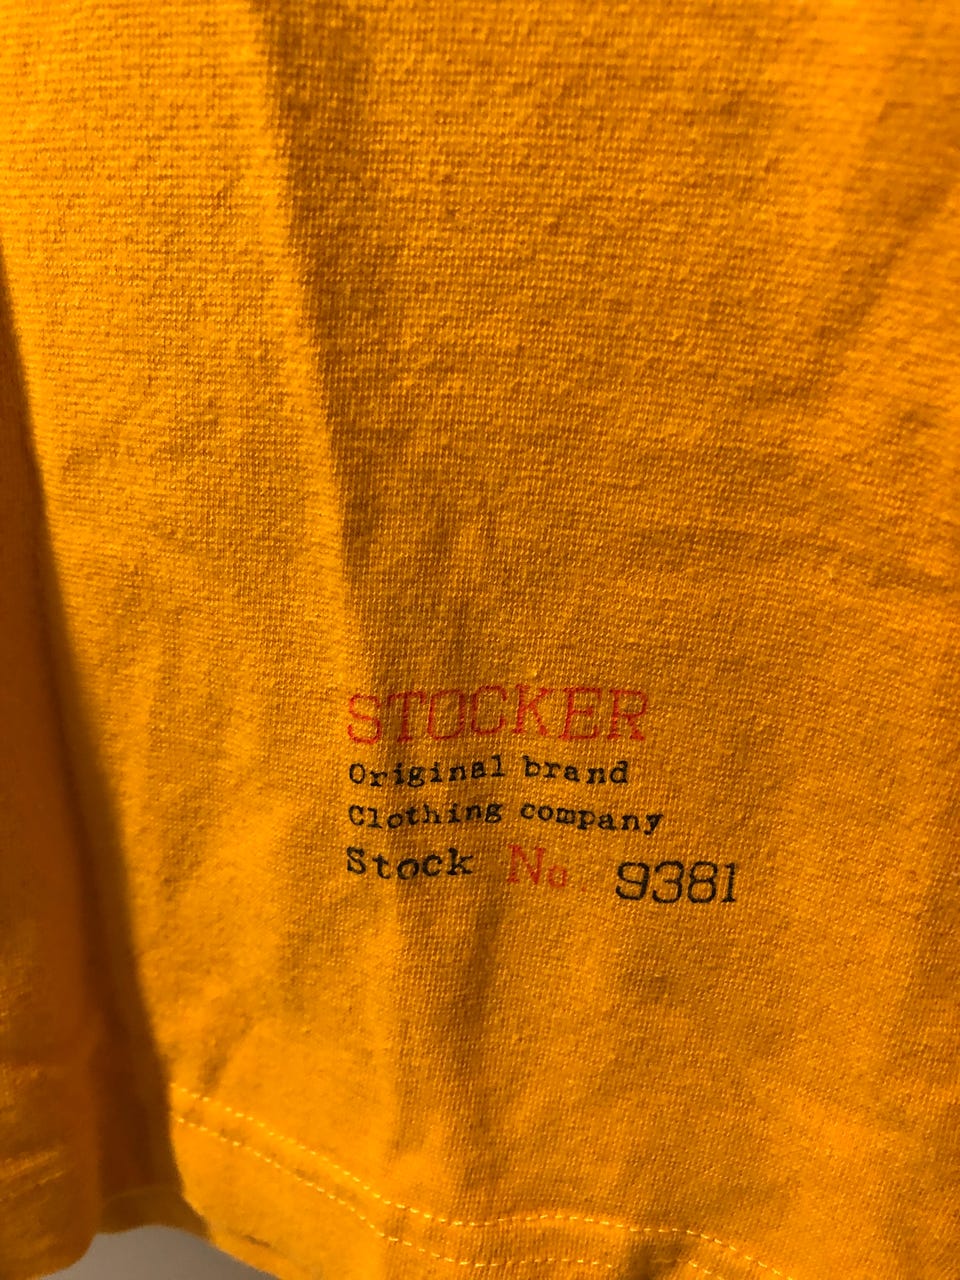 STOCKER
Original brand
Clothing company
Stock No 9381